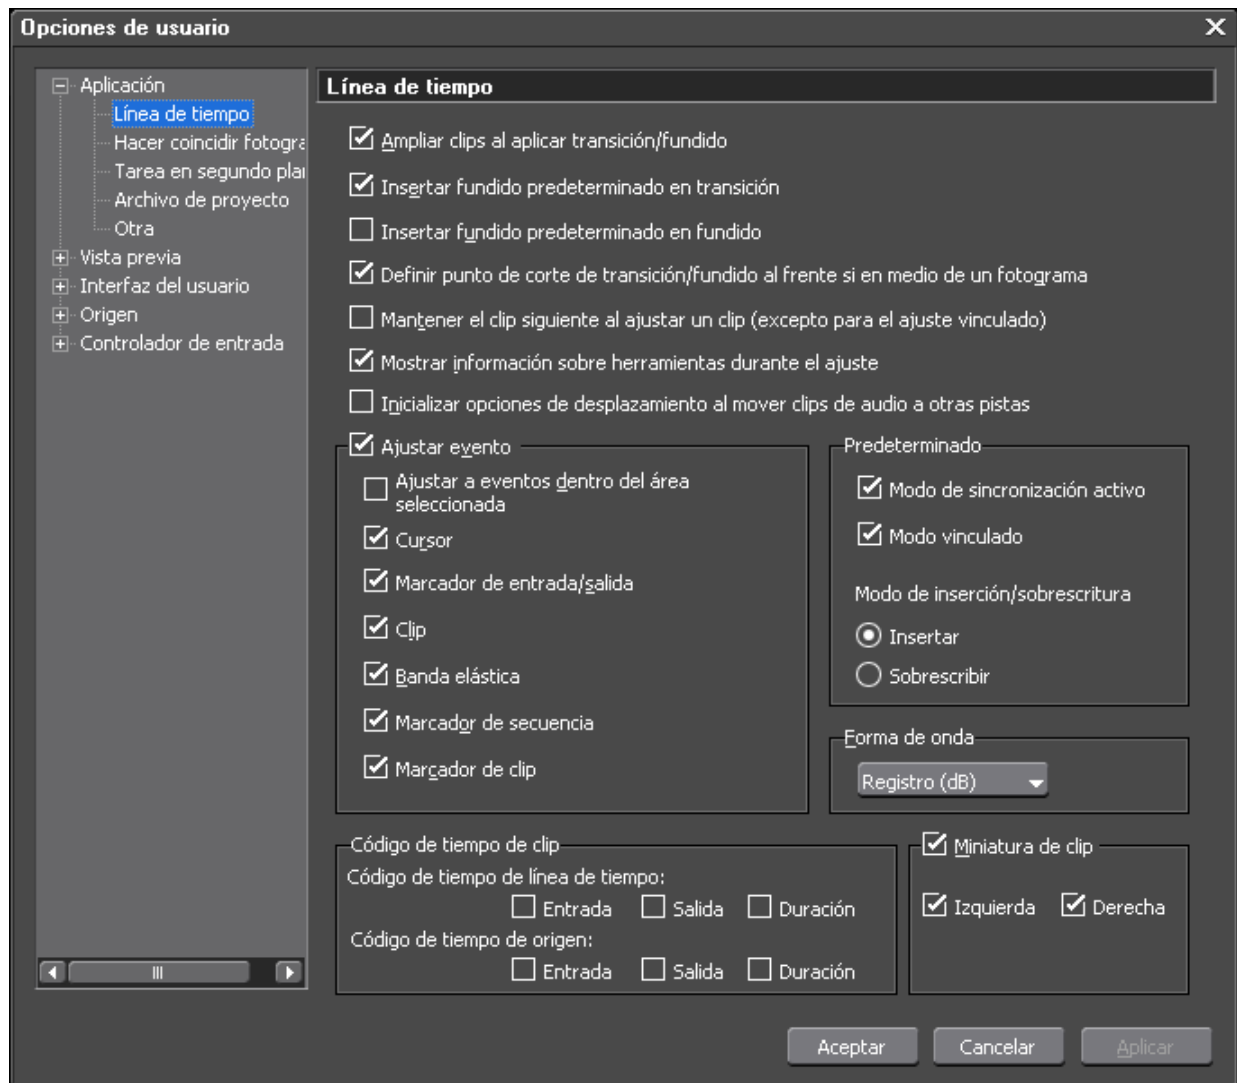 Opciones de usuario
Aplicación
Línea de tiempo
Hacer coincidir fotogra
Tarea en segundo plan
Archivo de proyecto
Otra
Vista previa
Interfaz del usuario
Origen
Controlador de entrada
Línea de tiempo
Ampliar clips al aplicar transición/fundido
Insertar fundido predeterminado en transición
Insertar fundido predeterminado en fundido
Definir punto de corte de transición/fundido al frente si en medio de un fotograma
Mantener el clip siguiente al ajustar un clip (excepto para el ajuste vinculado)
Mostrar información sobre herramientas durante el ajuste
Inicializar opciones de desplazamiento al mover clips de audio a otras pistas
Ajustar evento
Ajustar a eventos dentro del área
seleccionada
Cursor
Marcador de entrada/salida
Clip
Banda elástica
Marcador de secuencia
Marcador de clip
Predeterminado
Modo de sincronización activo
Modo vinculado
Modo de inserción/sobrescritura
Insertar
Sobrescribir
Forma de onda
Registro (dB)
Código de tiempo de clip
Código de tiempo de línea de tiempo:
Entrada Salida Duración
Código de tiempo de origen:
Entrada Salida Duración
Miniatura de clip
Izquierda Derecha
Aceptar Cancelar Aplicar